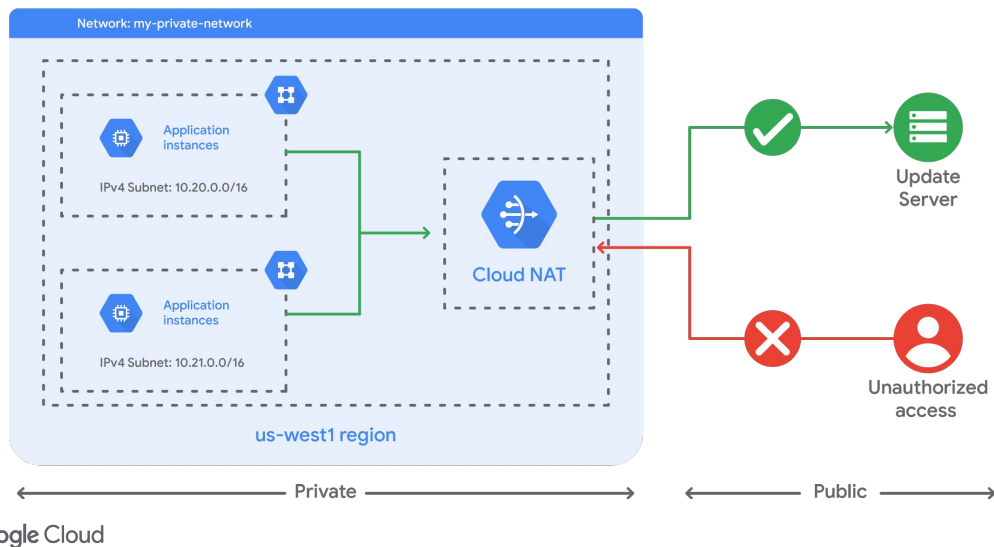 Network: my-private-network
Application
instances
IPv4 Subnet: 10.20.0.0/16
Application
instances
IPv4 Subnet: 10.21.0.0/16
Cloud NAT
us-west1 region
Update
Server
Unauthorized
access
Private
Public
ogle Cloud